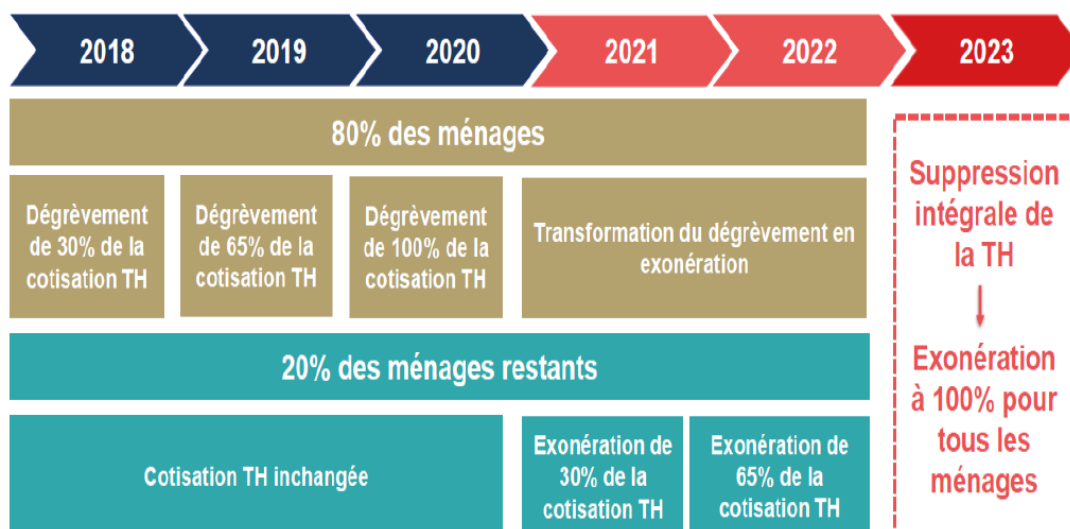 2018 2019 2020 2021 2022 2023
80% des ménages
Dégrèvement
de 30% de la
cotisation TH
Dégrèvement
de 65% de la
cotisation TH
Dégrèvement
de 100% de la
cotisation TH
Transformation du dégrèvement en
exonération
20% des ménages restants
Cotisation TH inchangée
Exonération de
30% de la
cotisation TH
Exonération de
65% de la
cotisation TH
Suppression
intégrale de
la TH
Exonération
à 100% pour
tous les
ménages